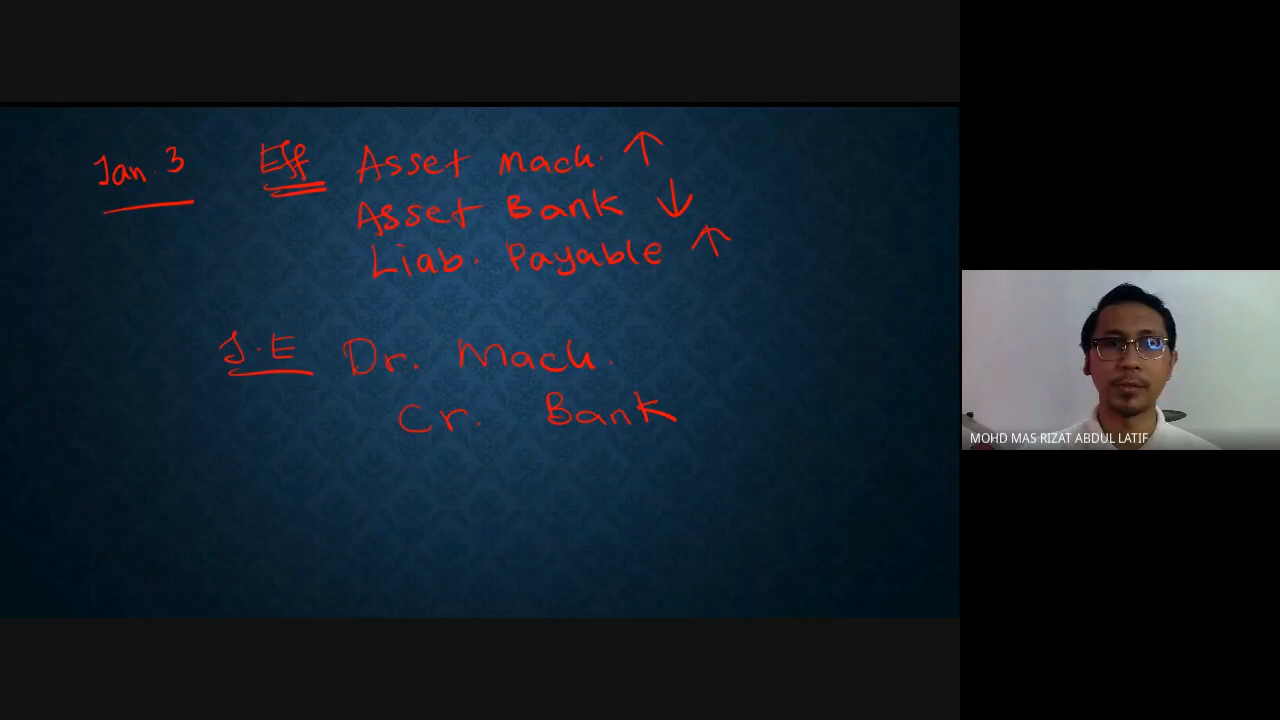 Jan. 3 Eff Asset Mach. ↑
Asset Bank ↓
Liab. Payable ↑
J.E Dr. Mach.
Cr. Bank
MOHD MAS RIZAT ABDUL LATIF